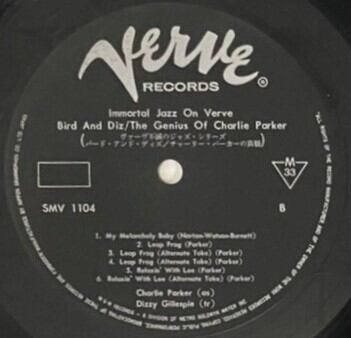 Verve
RECORDS ®
Immortal Jazz On Verve
Bird And Diz/The Genius Of Charlie Parker
(ヴァーヴ不滅のジャズ・シリーズ
バード・アンド・ディズ/チャーリー・パーカーの真髄)
M
33
SMV 1104
B
1. My Melancholy Baby (Norton-Watson-Burnett)
2. Leap Frog (Parker)
3. Leap Frog (Alternate Take) (Parker)
4. Leap Frog (Alternate Take) (Parker)
5. Relaxin' With Lee (Parker)
6. Relaxin' With Lee (Alternate Take) (Parker)
Charlie Parker (as)
Dizzy Gillespie (tr)